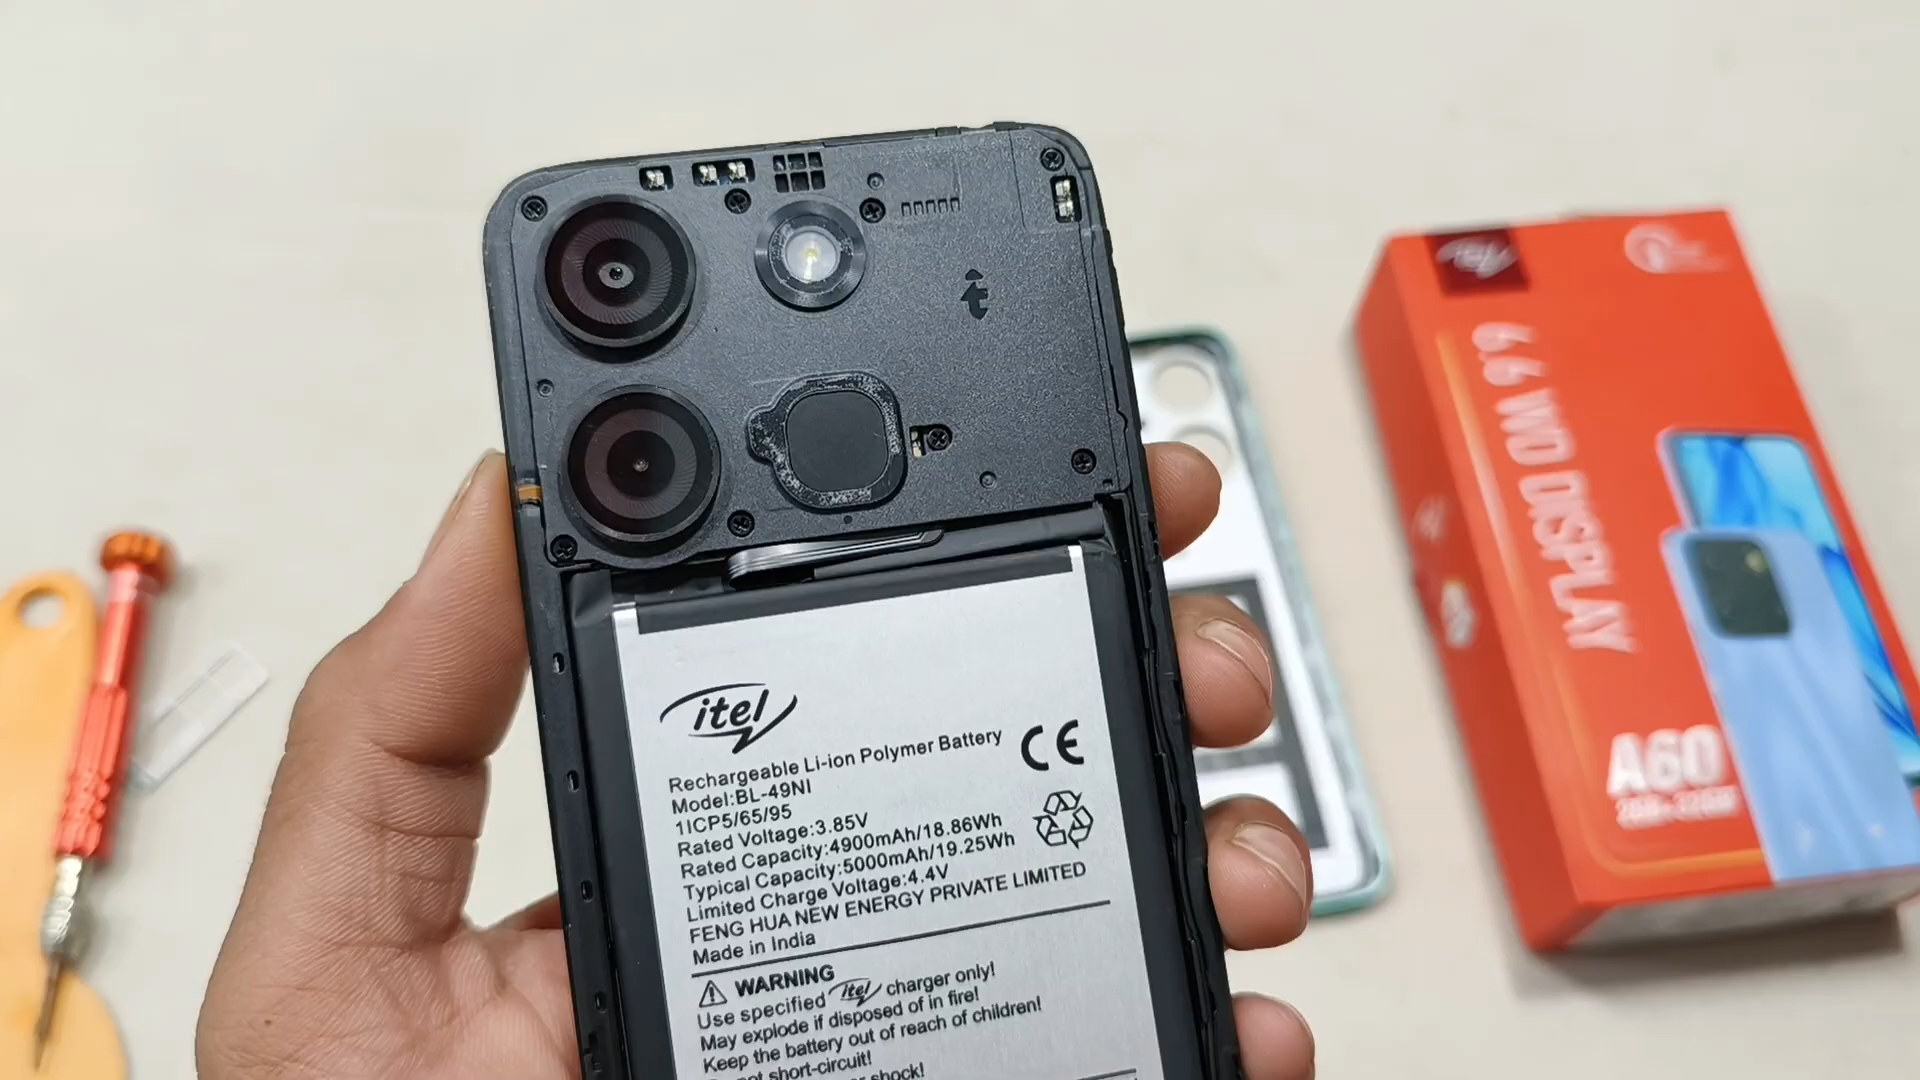 itel
Rechargeable Li-ion Polymer Battery
Model:BL-49NI
1ICP5/65/95
Rated Voltage:3.85V
Rated Capacity:4900mAh/18.86Wh
Typical Capacity:5000mAh/19.25Wh
Limited Charge Voltage:4.4V
FENG HUA NEW ENERGY PRIVATE LIMITED
Made in India
CE
WARNING
Use specified itel charger only!
May explode if disposed of in fire!
Keep the battery out of reach of children!
short-circuit!
shock!
itel
6.6 WD DISPLAY
A60